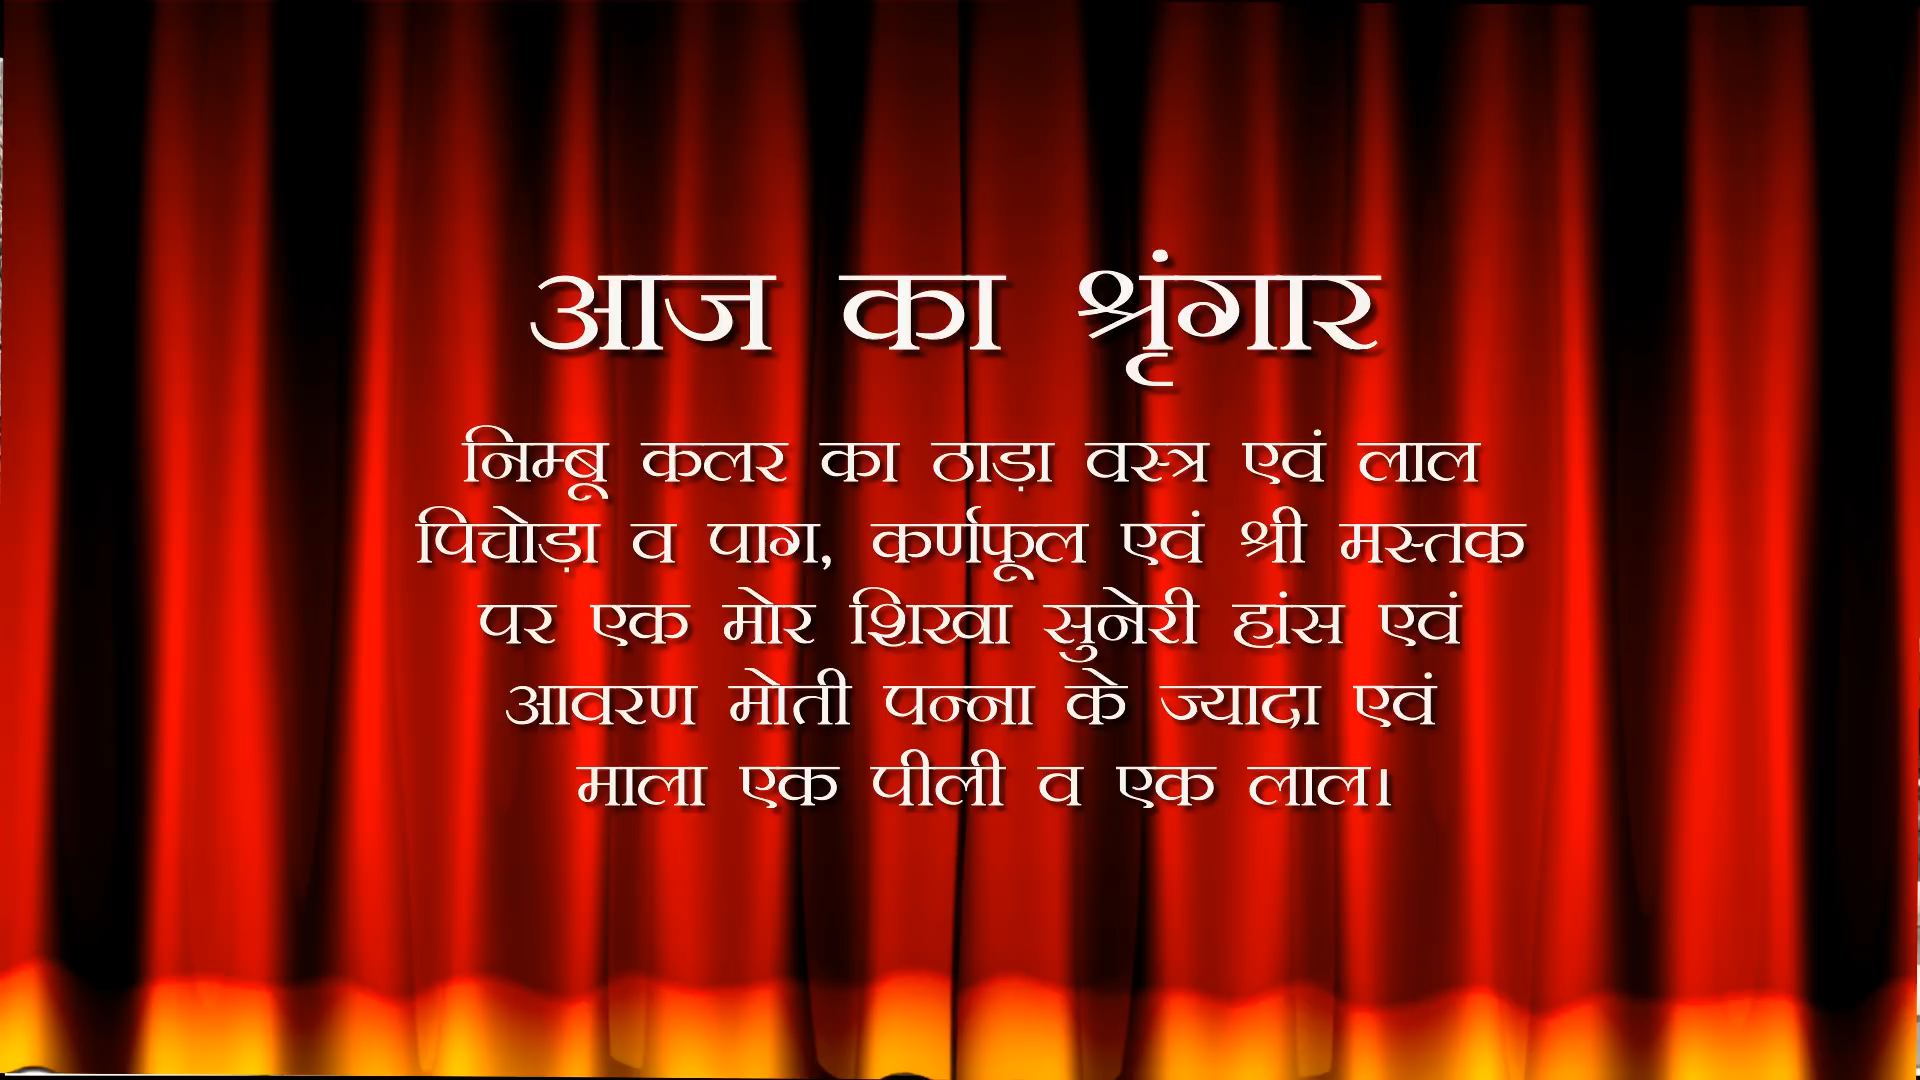 आज का श्रृंगार
निम्बू कलर का ठाड़ा वस्त्र एवं लाल
पिचोड़ा व पाग, कर्णफूल एवं श्री मस्तक
पर एक मोर शिखा सुनेरी हांस एवं
आवरण मोती पन्ना के ज्यादा एवं
माला एक पीली व एक लाल।